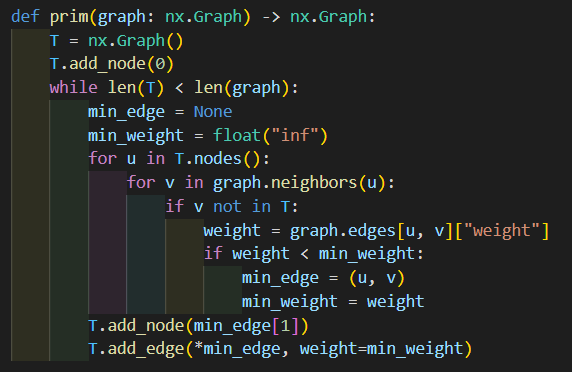 def prim(graph: nx.Graph) -> nx.Graph:
    T = nx.Graph()
    T.add_node(0)
    while len(T) < len(graph):
        min_edge = None
        min_weight = float("inf")
        for u in T.nodes():
            for v in graph.neighbors(u):
                if v not in T:
                    weight = graph.edges[u, v]["weight"]
                    if weight < min_weight:
                        min_edge = (u, v)
                        min_weight = weight
        T.add_node(min_edge[1])
        T.add_edge(*min_edge, weight=min_weight)